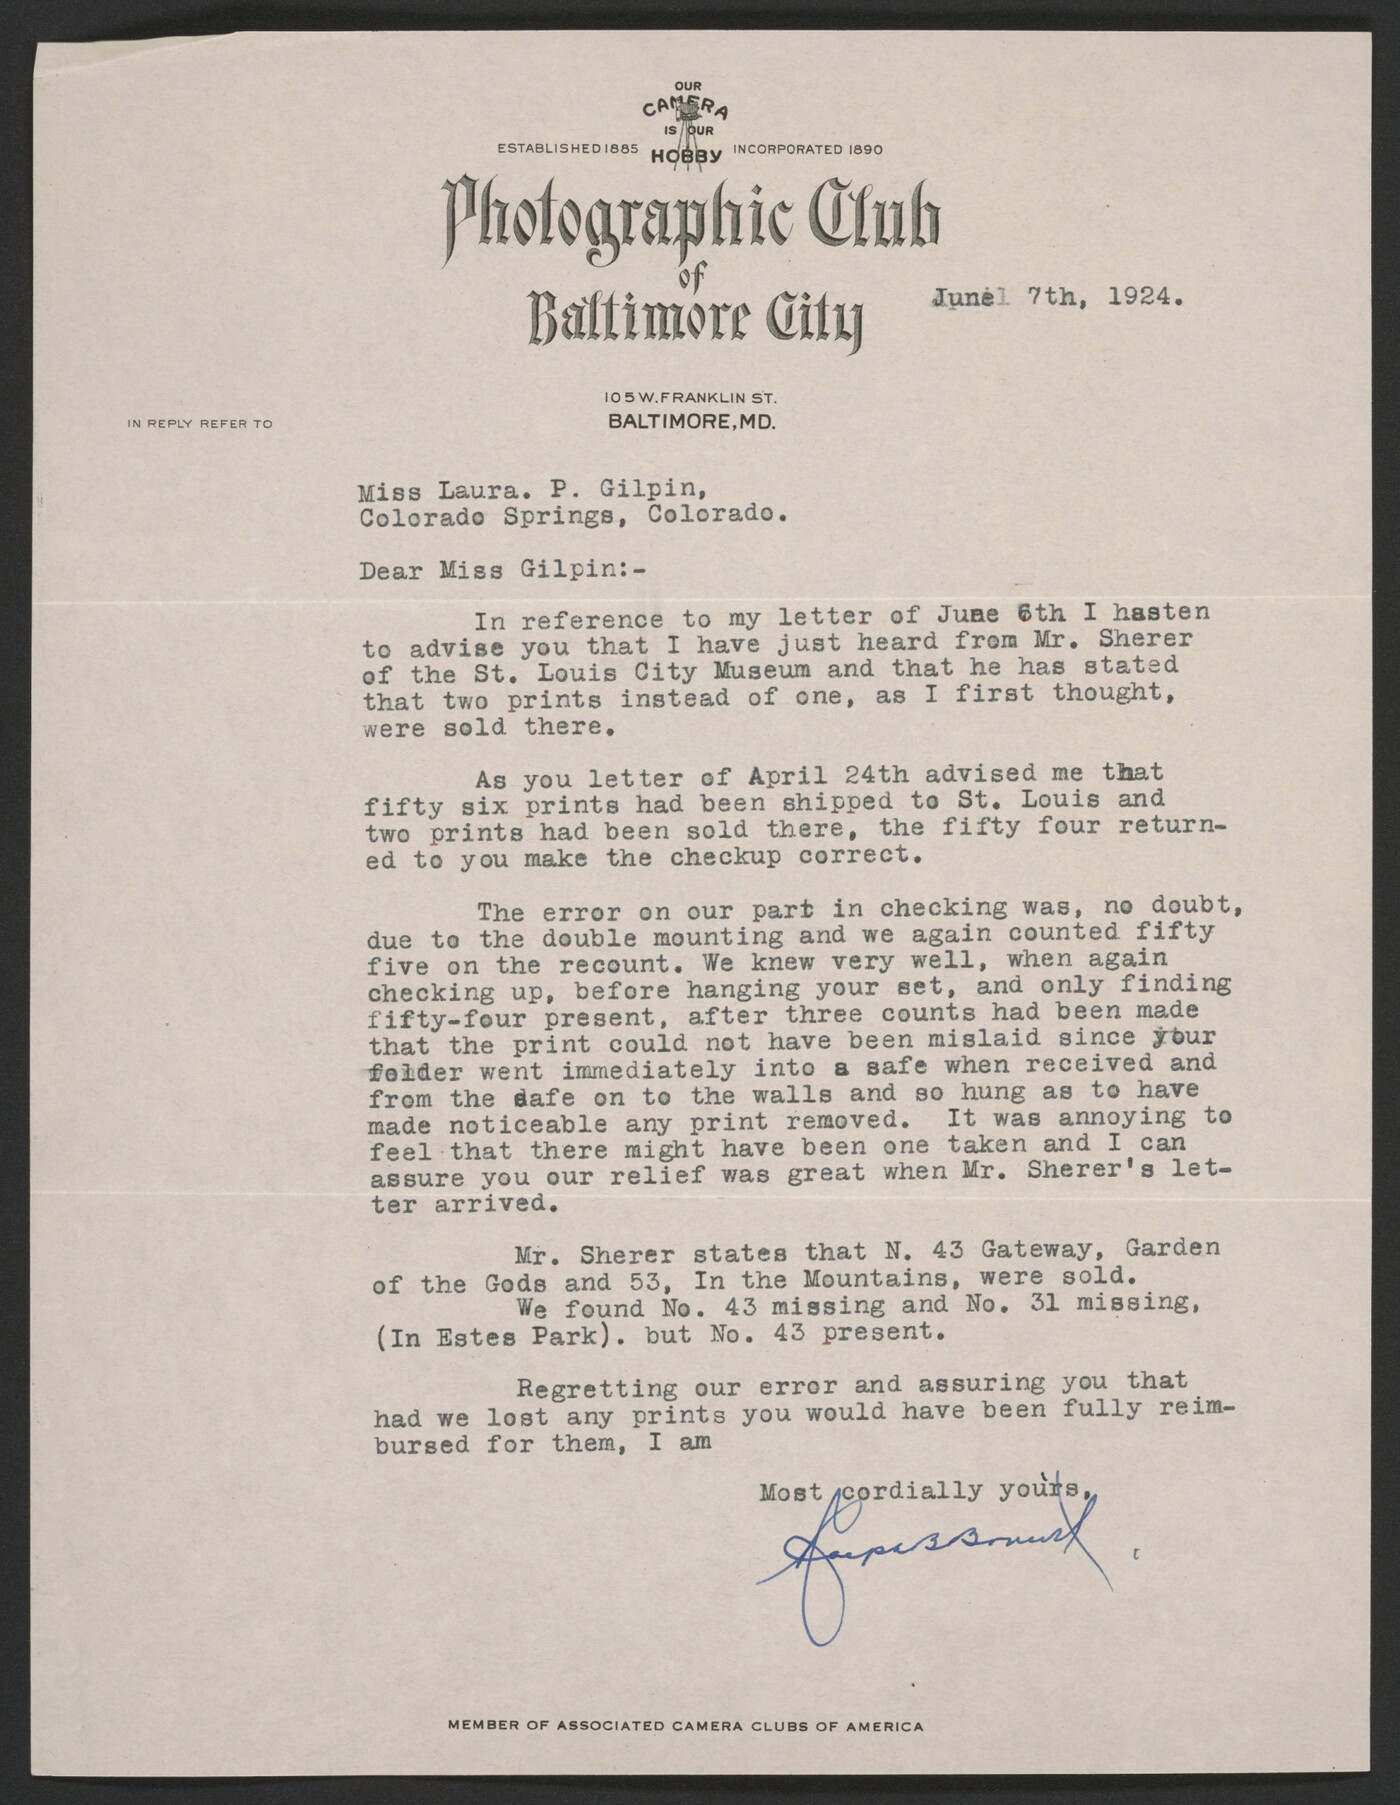 OUR
CAMERA
IS OUR
HOBBY
ESTABLISHED 1885 INCORPORATED 1890
Photographic Club
of
Baltimore City
June 7th, 1924.
105 W. FRANKLIN ST.
BALTIMORE, MD.
IN REPLY REFER TO
Miss Laura. P. Gilpin,
Colorado Springs, Colorado.
Dear Miss Gilpin:-
In reference to my letter of June 6th I hasten
to advise you that I have just heard from Mr. Sherer
of the St. Louis City Museum and that he has stated
that two prints instead of one, as I first thought,
were sold there.
As you letter of April 24th advised me that
fifty six prints had been shipped to St. Louis and
two prints had been sold there, the fifty four return-
ed to you make the checkup correct.
The error on our part in checking was, no doubt,
due to the double mounting and we again counted fifty
five on the recount. We knew very well, when again
checking up, before hanging your set, and only finding
fifty-four present, after three counts had been made
that the print could not have been mislaid since your
folder went immediately into a safe when received and
from the safe on to the walls and so hung as to have
made noticeable any print removed. It was annoying to
feel that there might have been one taken and I can
assure you our relief was great when Mr. Sherer's let-
ter arrived.
Mr. Sherer states that N. 43 Gateway, Garden
of the Gods and 53, In the Mountains, were sold.
We found No. 43 missing and No. 31 missing,
(In Estes Park). but No. 43 present.
Regretting our error and assuring you that
had we lost any prints you would have been fully reim-
bursed for them, I am
Most cordially yours,
MEMBER OF ASSOCIATED CAMERA CLUBS OF AMERICA